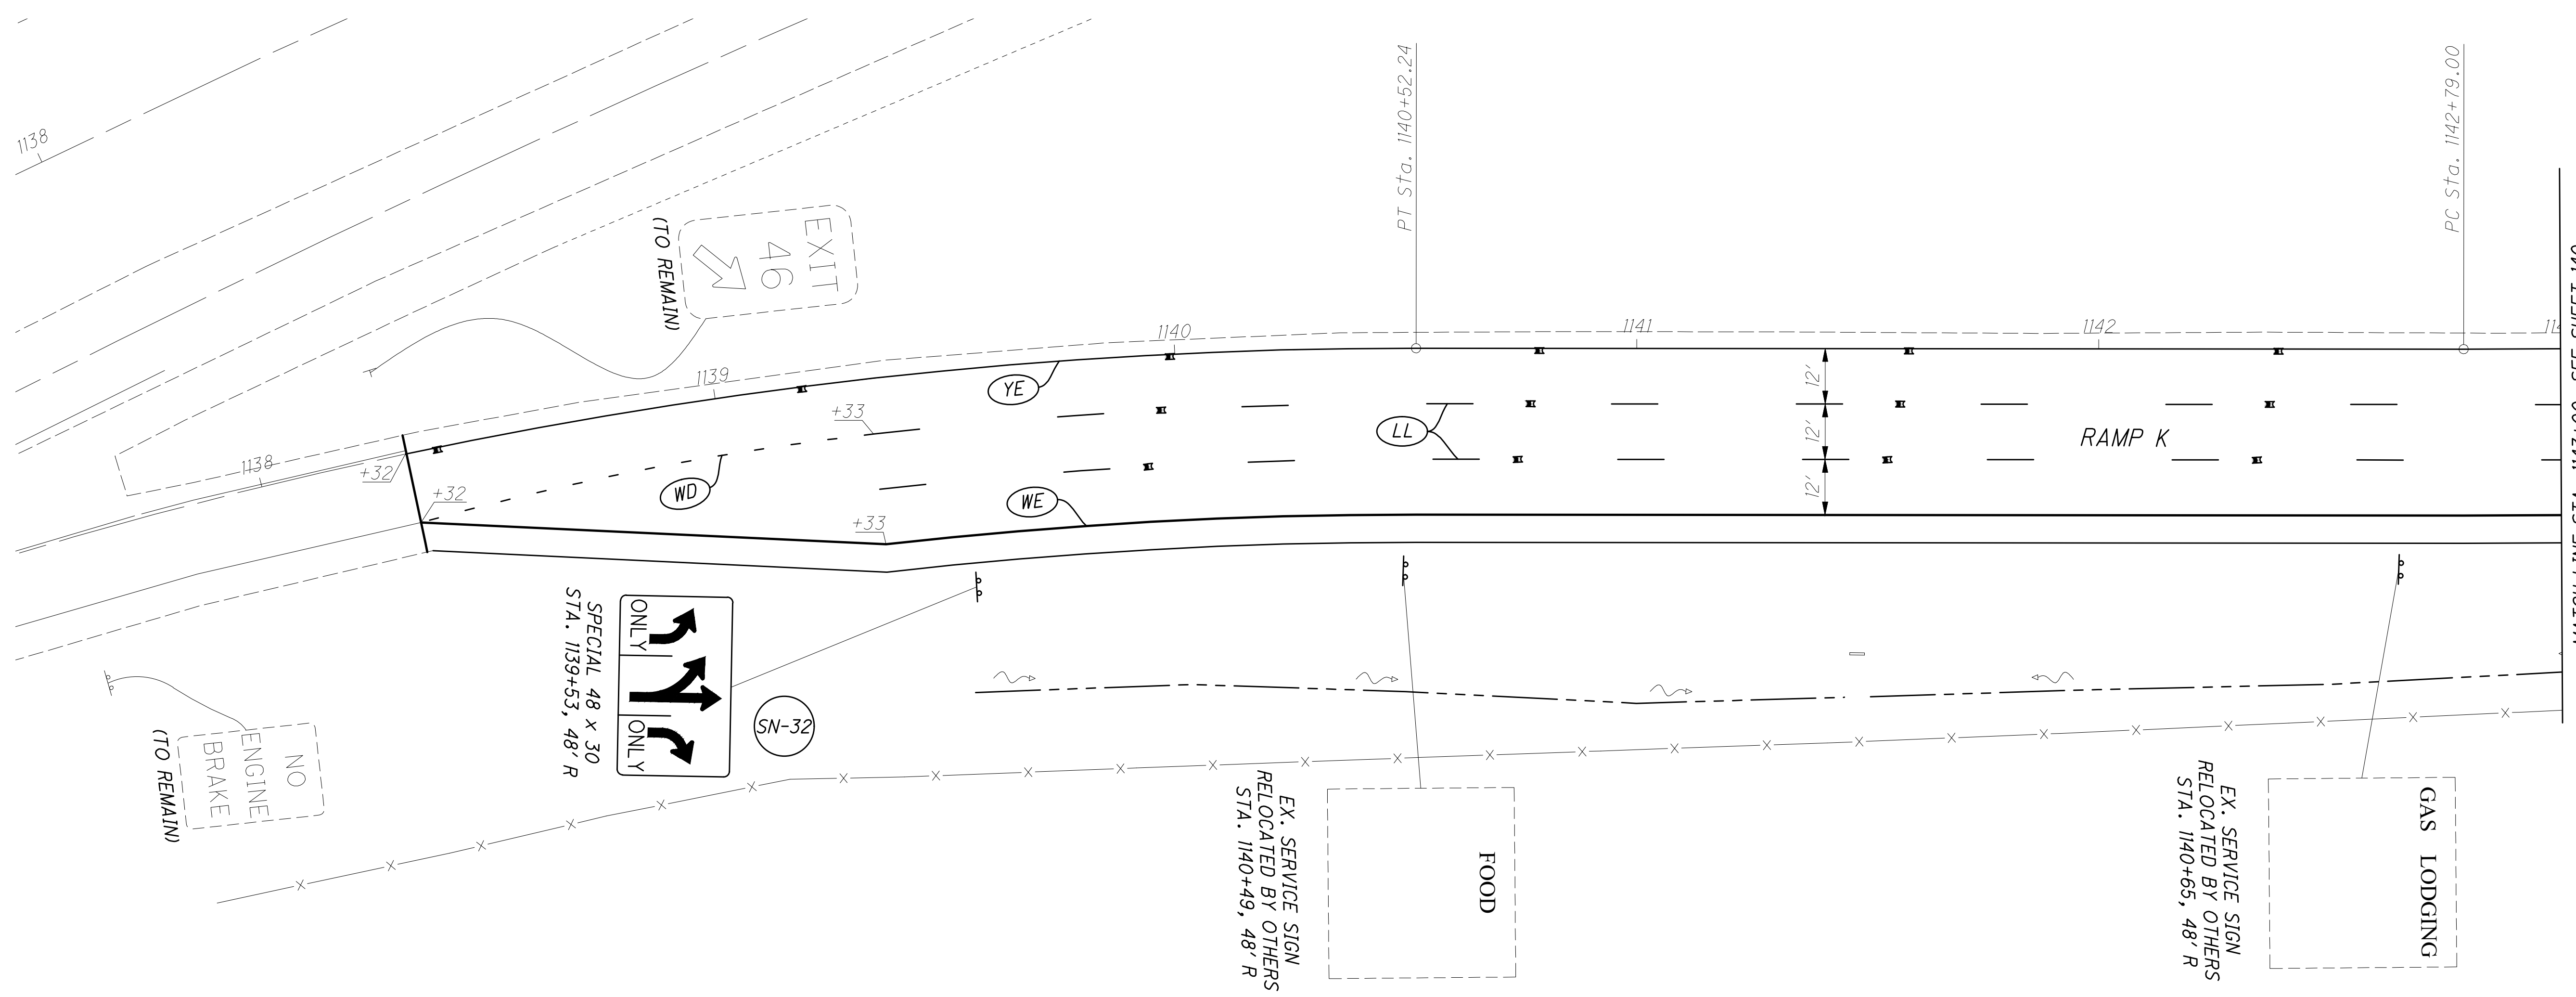 1138
PT Sta. 1140+52.24
PC Sta. 1142+79.00
EXIT
46
(TO REMAIN)
1140
1141
1142
1139
YE
+33
12'
12'
12'
LL
RAMP K
1138
+32
+32
WD
WE
+33
ONLY
ONLY
SPECIAL 48 x 30
STA. 1139+53, 48' R
SN-32
NO
ENGINE
BRAKE
(TO REMAIN)
FOOD
EX. SERVICE SIGN
RELOCATED BY OTHERS
STA. 1140+49, 48' R
GAS LODGING
EX. SERVICE SIGN
RELOCATED BY OTHERS
STA. 1140+65, 48' R